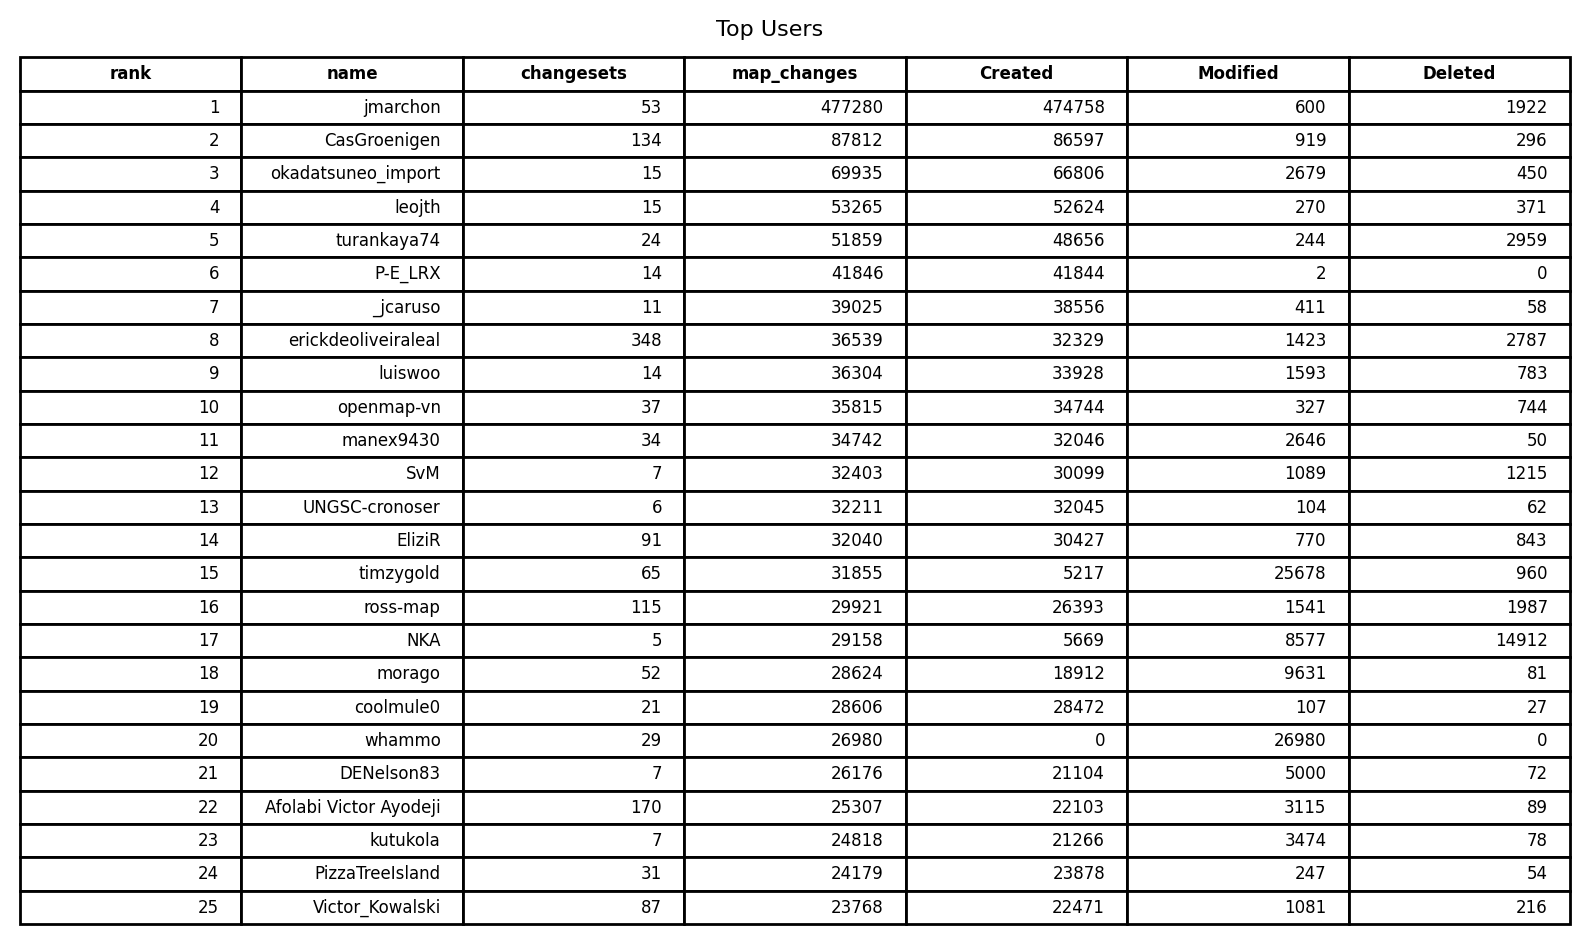 Top Users
rank name changesets map_changes Created Modified Deleted
1 jmarchon 53 477280 474758 600 1922
2 CasGroenigen 134 87812 86597 919 296
3 okadatsuneo_import 15 69935 66806 2679 450
4 leojth 15 53265 52624 270 371
5 turankaya74 24 51859 48656 244 2959
6 P-E_LRX 14 41846 41844 2 0
7 _jcaruso 11 39025 38556 411 58
8 erickdeoliveiraleal 348 36539 32329 1423 2787
9 luiswoo 14 36304 33928 1593 783
10 openmap-vn 37 35815 34744 327 744
11 manex9430 34 34742 32046 2646 50
12 SvM 7 32403 30099 1089 1215
13 UNGSC-cronoser 6 32211 32045 104 62
14 EliziR 91 32040 30427 770 843
15 timzygold 65 31855 5217 25678 960
16 ross-map 115 29921 26393 1541 1987
17 NKA 5 29158 5669 8577 14912
18 morago 52 28624 18912 9631 81
19 coolmule0 21 28606 28472 107 27
20 whammo 29 26980 0 26980 0
21 DENelson83 7 26176 21104 5000 72
22 Afolabi Victor Ayodeji 170 25307 22103 3115 89
23 kutukola 7 24818 21266 3474 78
24 PizzaTreeIsland 31 24179 23878 247 54
25 Victor_Kowalski 87 23768 22471 1081 216